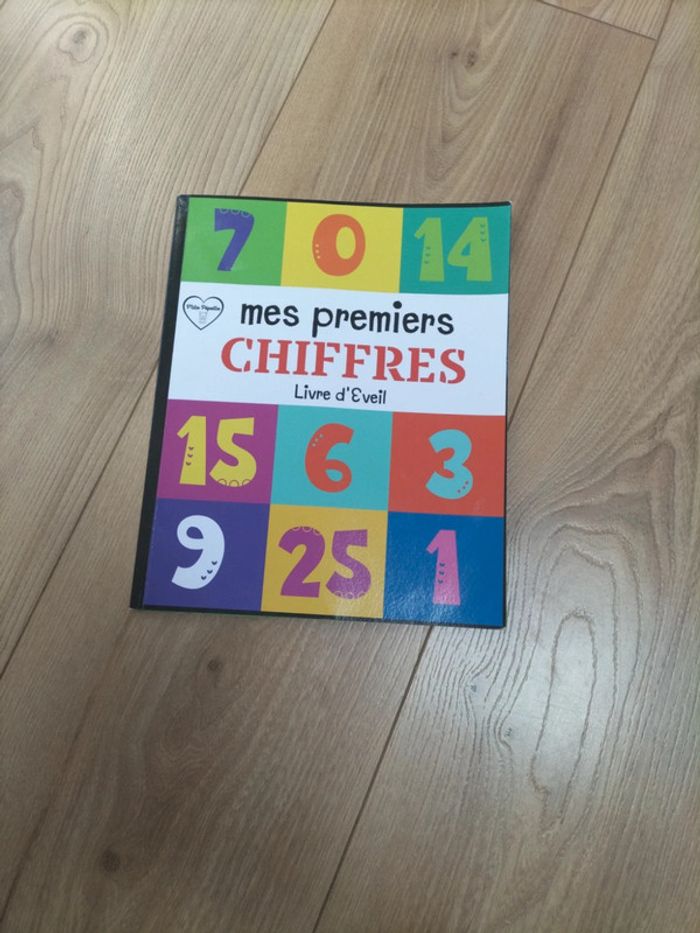 7 0 14
mes premiers
CHIFFRES
Livre d'Eveil
15 6 3
9 25 1